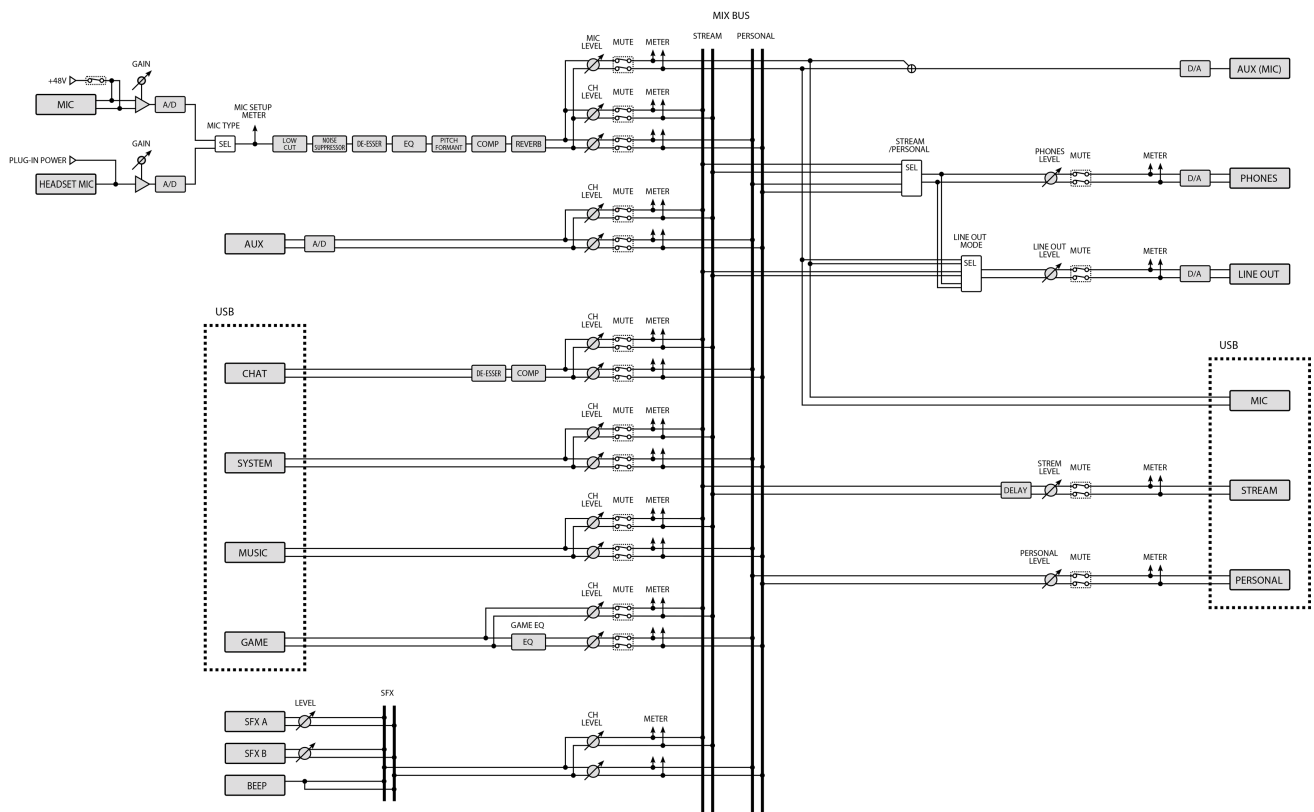 MIX BUS
STREAM PERSONAL
MIC LEVEL MUTE METER
+48V
GAIN
MIC
A/D
MIC TYPE
SEL
MIC SETUP METER
PLUG-IN POWER
GAIN
HEADSET MIC
A/D
LOW CUT
NOISE SUPPRESSOR
DE-ESSER
EQ
PITCH FORMANT
COMP
REVERB
CH LEVEL MUTE METER
D/A
AUX (MIC)
STREAM /PERSONAL
SEL
PHONES LEVEL MUTE METER
D/A
PHONES
CH LEVEL MUTE METER
AUX
A/D
LINE OUT MODE
SEL
LINE OUT LEVEL MUTE METER
D/A
LINE OUT
USB
CH LEVEL MUTE METER
CHAT
DE-ESSER
COMP
USB
MIC
CH LEVEL MUTE METER
SYSTEM
STREM LEVEL MUTE METER
DELAY
STREAM
CH LEVEL MUTE METER
MUSIC
PERSONAL LEVEL MUTE METER
PERSONAL
CH LEVEL MUTE METER
GAME
GAME EQ
EQ
SFX
LEVEL
SFX A
SFX B
BEEP
CH LEVEL METER